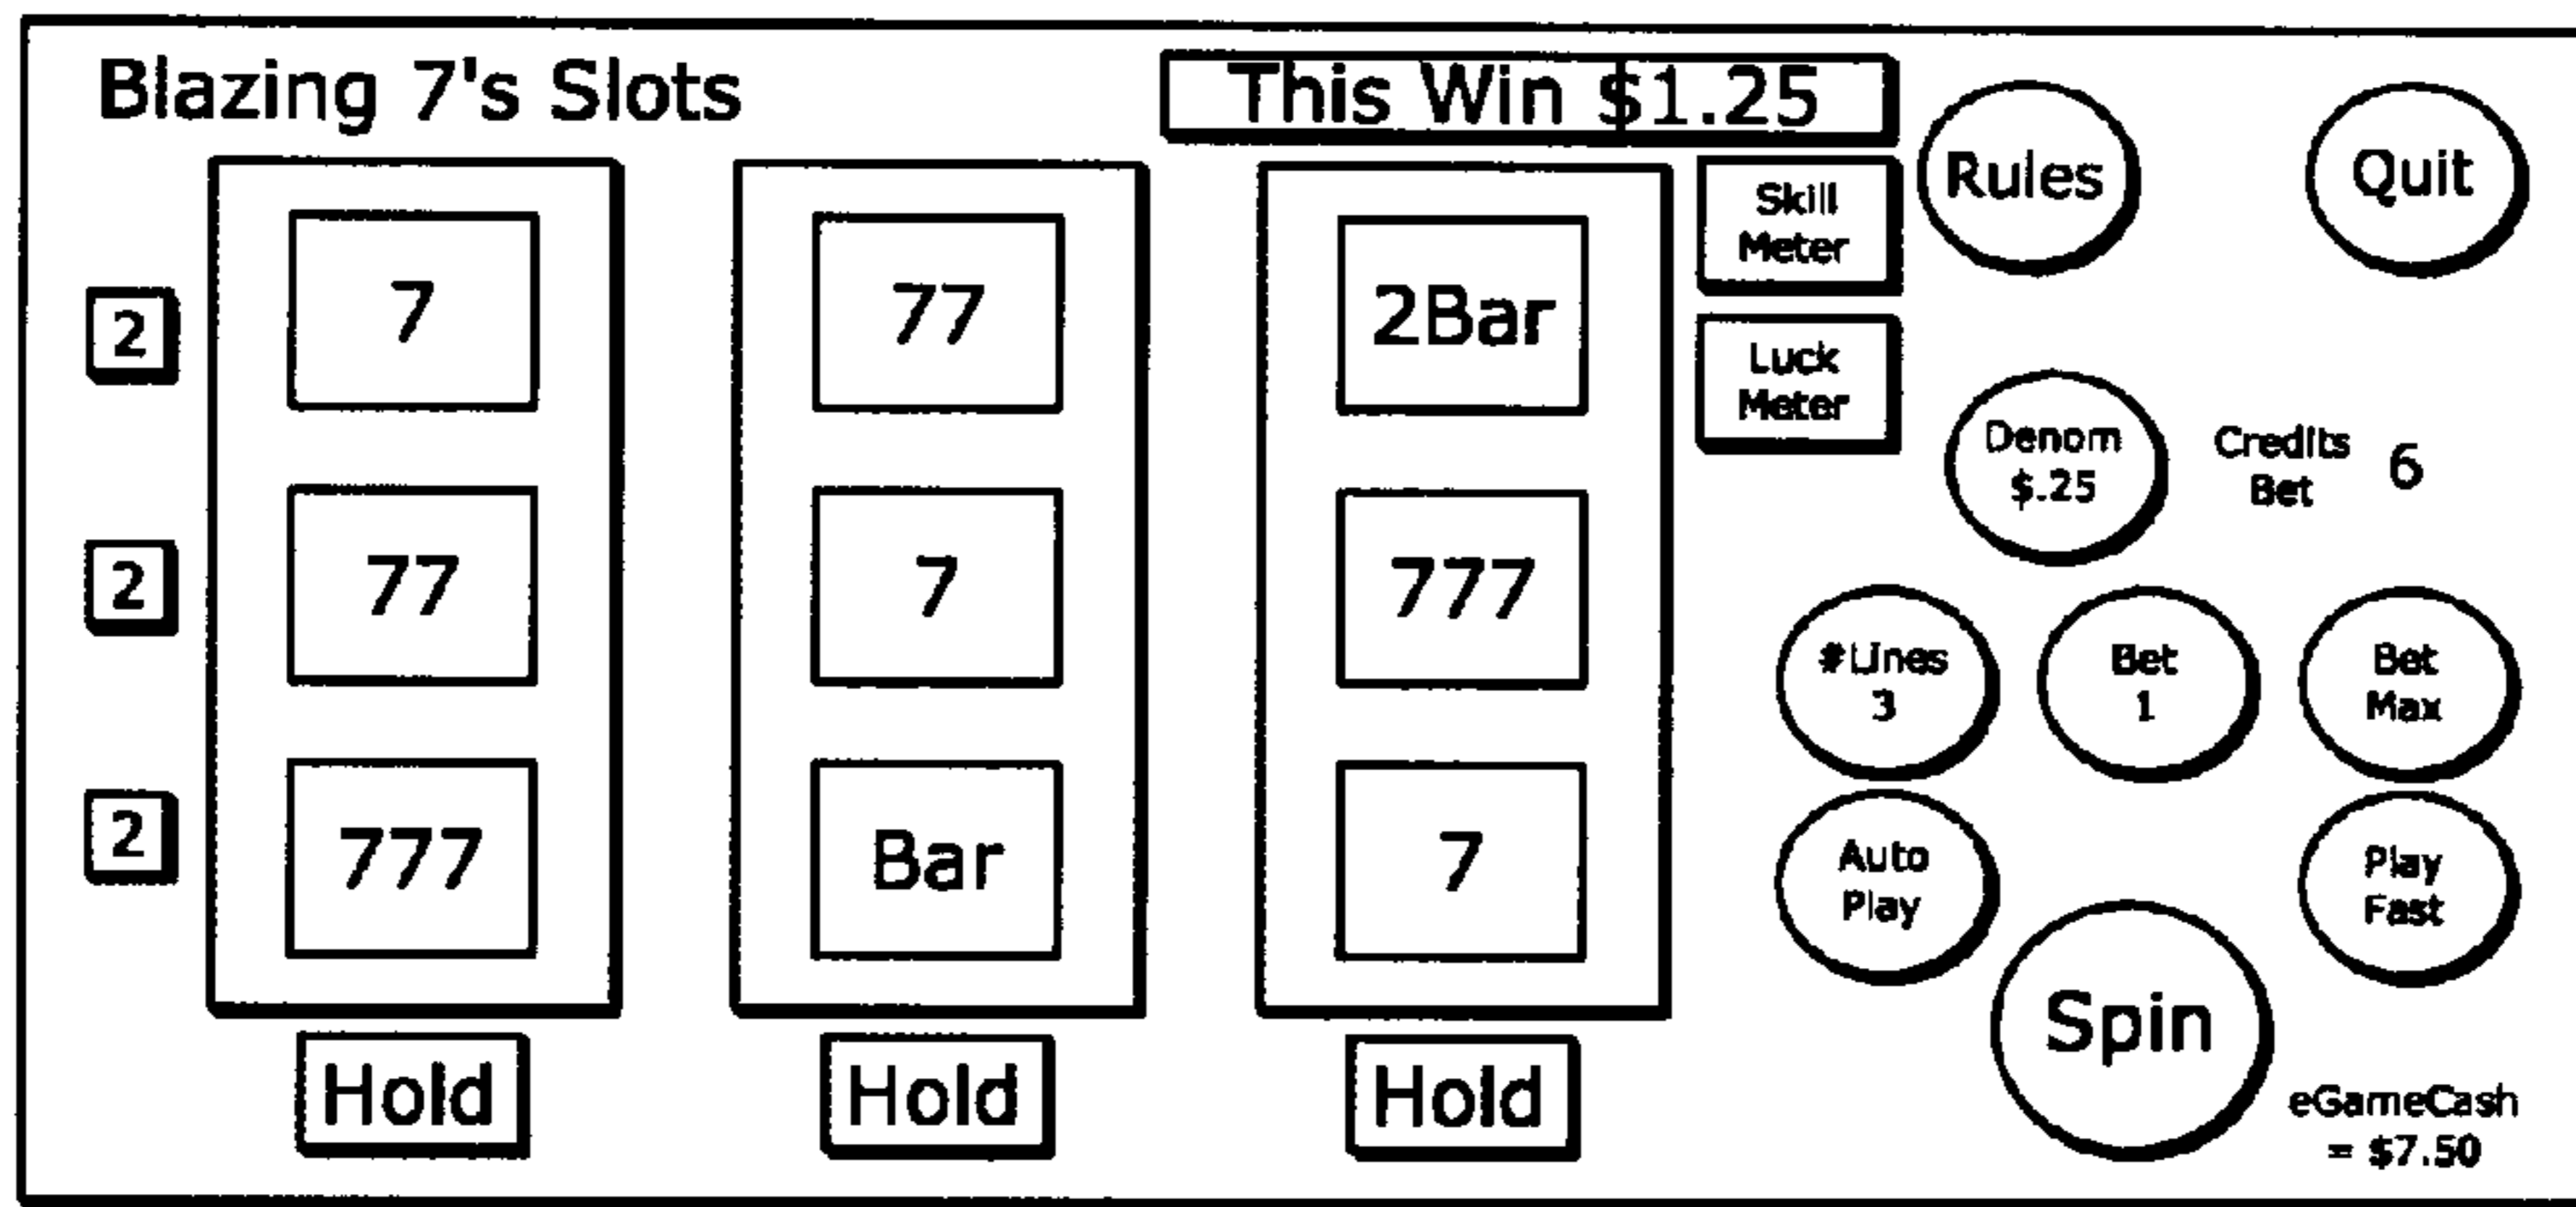 Blazing 7's Slots
This Win $1.25
Rules
Quit
Skill
Meter
Luck
Meter
2
7
77
2Bar
Denom
$.25
Credits
Bet
6
2
77
7
777
#Lines
3
Bet
1
Bet
Max
2
777
Bar
7
Auto
Play
Play
Fast
Spin
Hold
Hold
Hold
eGameCash
= $7.50